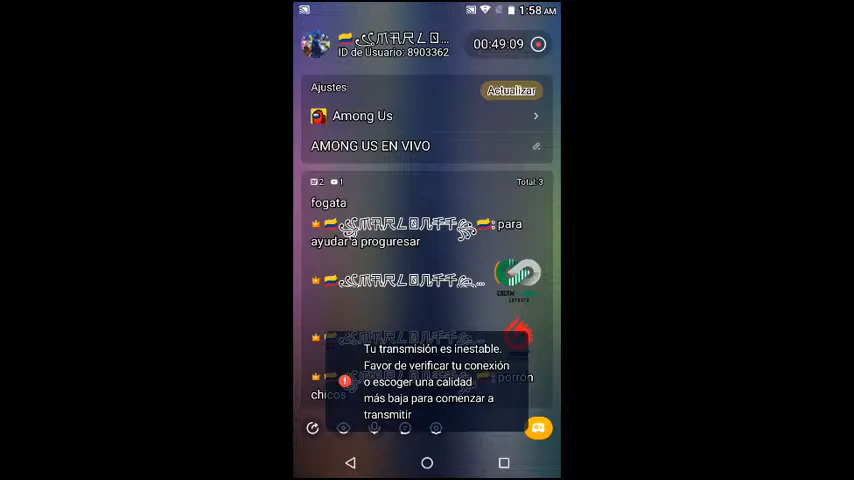 1:58 AM
🇨🇴
ID de Usuario: 8903362
00:49:09
Ajustes
Actualizar
Among Us
AMONG US EN VIVO
2 1
Total:3
fogata
🇨🇴 🇨🇴: para
ayudar a proguresar
🇨🇴 ...
Tu transmisión es inestable.
Favor de verificar tu conexión
o escoger una calidad
más baja para comenzar a
transmitir
porrón
chicos